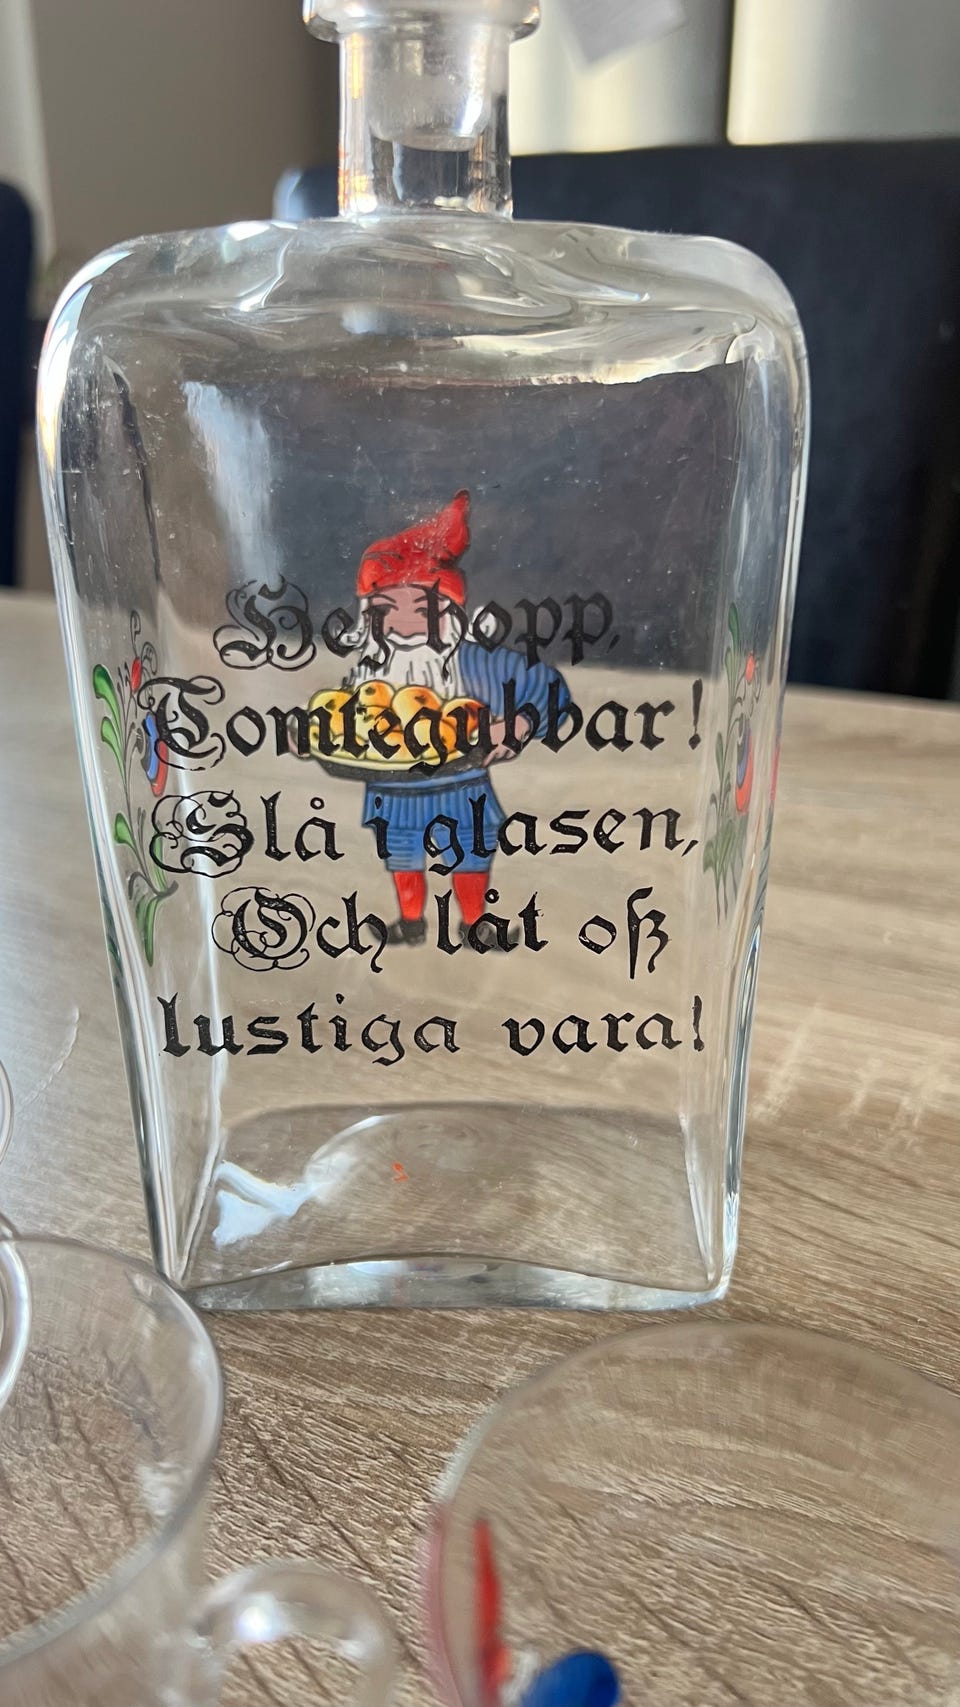 Hej hopp,
Tomtegubbar!
Slå i glasen,
Och låt oß
lustiga vara!